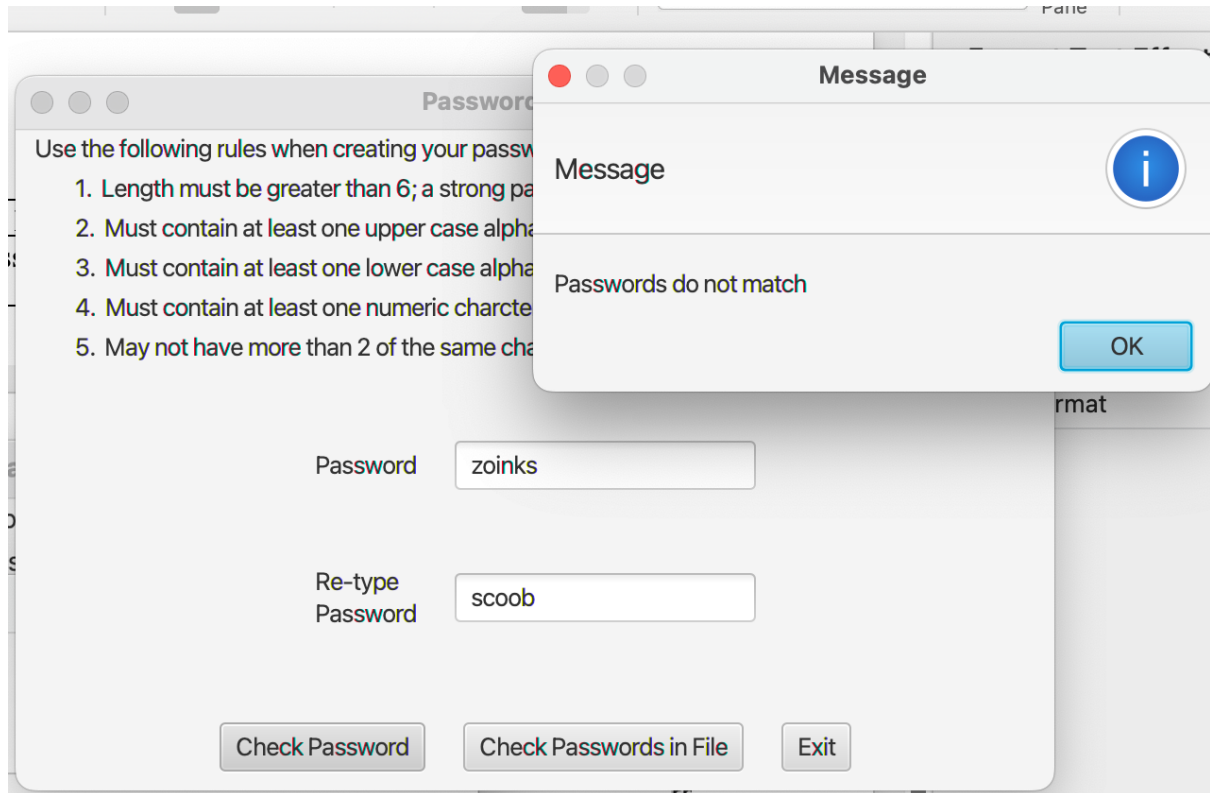 Pane
Message
Password
Message
Use the following rules when creating your passw
1. Length must be greater than 6; a strong pa
2. Must contain at least one upper case alpha
3. Must contain at least one lower case alpha
4. Must contain at least one numeric charcte
5. May not have more than 2 of the same cha
Passwords do not match
OK
rmat
Password
zoinks
Re-type
Password
scoob
Check Password
Check Passwords in File
Exit